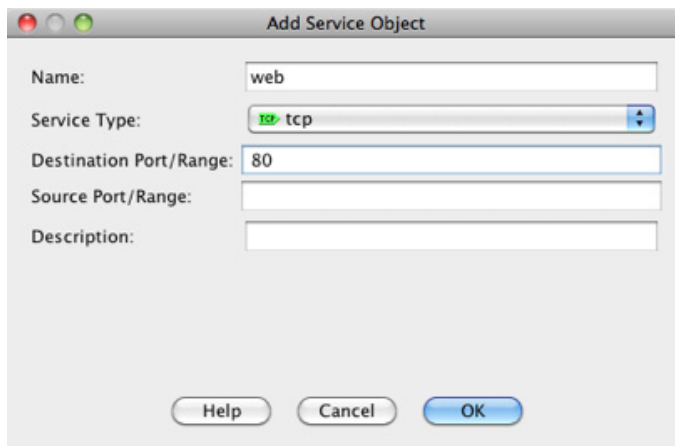 Add Service Object
Name: web
Service Type: TCP tcp
Destination Port/Range: 80
Source Port/Range:
Description:
Help Cancel OK